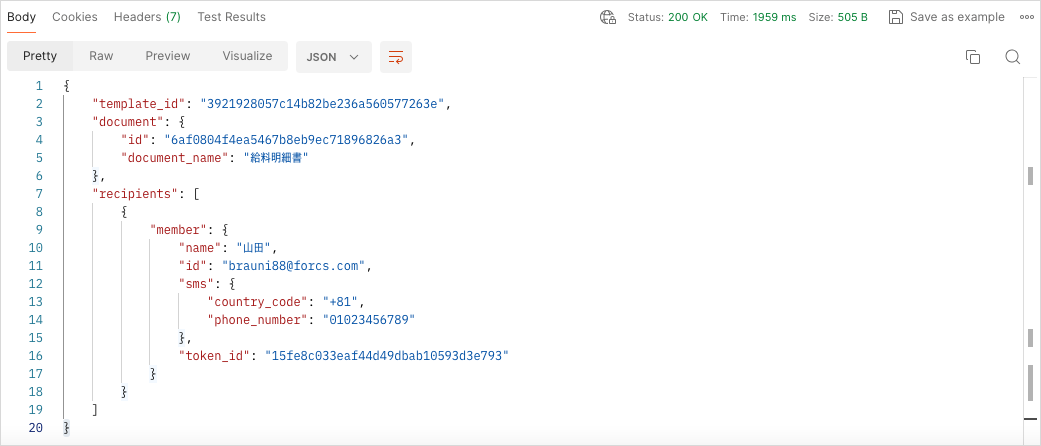 Body Cookies Headers (7) Test Results Status: 200 OK Time: 1959 ms Size: 505 B Save as example
Pretty Raw Preview Visualize JSON
1 {
2 "template_id": "3921928057c14b82be236a560577263e",
3 "document": {
4 "id": "6af0804f4ea5467b8eb9ec71896826a3",
5 "document_name": "給料明細書"
6 },
7 "recipients": [
8 {
9 "member": {
10 "name": "山田",
11 "id": "brauni88@forcs.com",
12 "sms": {
13 "country_code": "+81",
14 "phone_number": "01023456789"
15 },
16 "token_id": "15fe8c033eaf44d49dbab10593d3e793"
17 }
18 }
19 ]
20 }